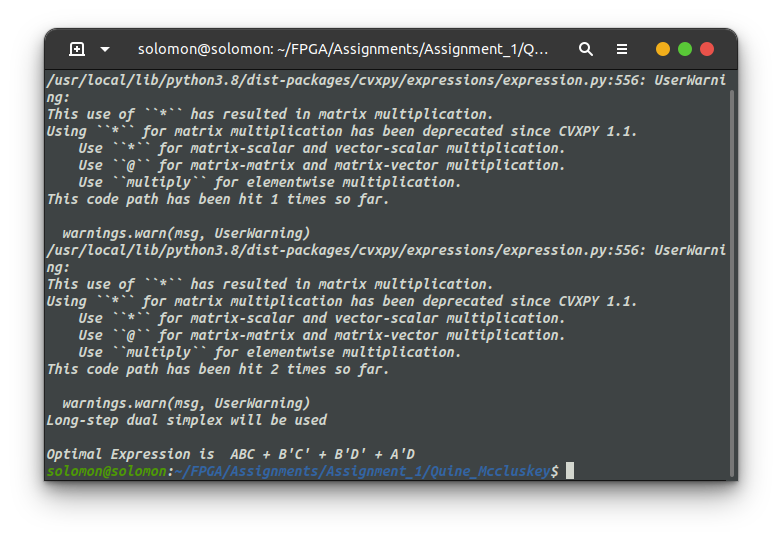 solomon@solomon: ~/FPGA/Assignments/Assignment_1/Q…
/usr/local/lib/python3.8/dist-packages/cvxpy/expressions/expression.py:556: UserWarni
ng:
This use of ``*`` has resulted in matrix multiplication.
Using ``*`` for matrix multiplication has been deprecated since CVXPY 1.1.
    Use ``*`` for matrix-scalar and vector-scalar multiplication.
    Use ``@`` for matrix-matrix and matrix-vector multiplication.
    Use ``multiply`` for elementwise multiplication.
This code path has been hit 1 times so far.

  warnings.warn(msg, UserWarning)
/usr/local/lib/python3.8/dist-packages/cvxpy/expressions/expression.py:556: UserWarni
ng:
This use of ``*`` has resulted in matrix multiplication.
Using ``*`` for matrix multiplication has been deprecated since CVXPY 1.1.
    Use ``*`` for matrix-scalar and vector-scalar multiplication.
    Use ``@`` for matrix-matrix and matrix-vector multiplication.
    Use ``multiply`` for elementwise multiplication.
This code path has been hit 2 times so far.

  warnings.warn(msg, UserWarning)
Long-step dual simplex will be used

Optimal Expression is  ABC + B'C' + B'D' + A'D
solomon@solomon:~/FPGA/Assignments/Assignment_1/Quine_Mccluskey$